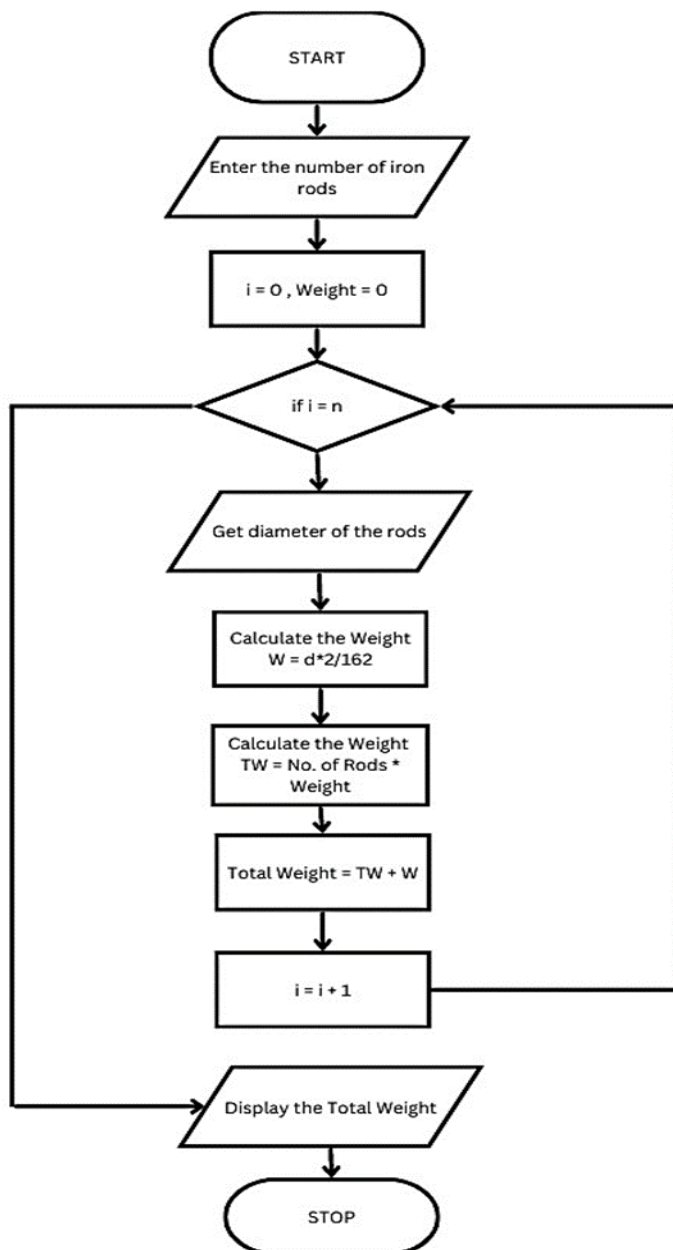 START
Enter the number of iron
rods
i = 0 , Weight = 0
if i = n
Get diameter of the rods
Calculate the Weight
W = d*2/162
Calculate the Weight
TW = No. of Rods *
Weight
Total Weight = TW + W
i = i + 1
Display the Total Weight
STOP